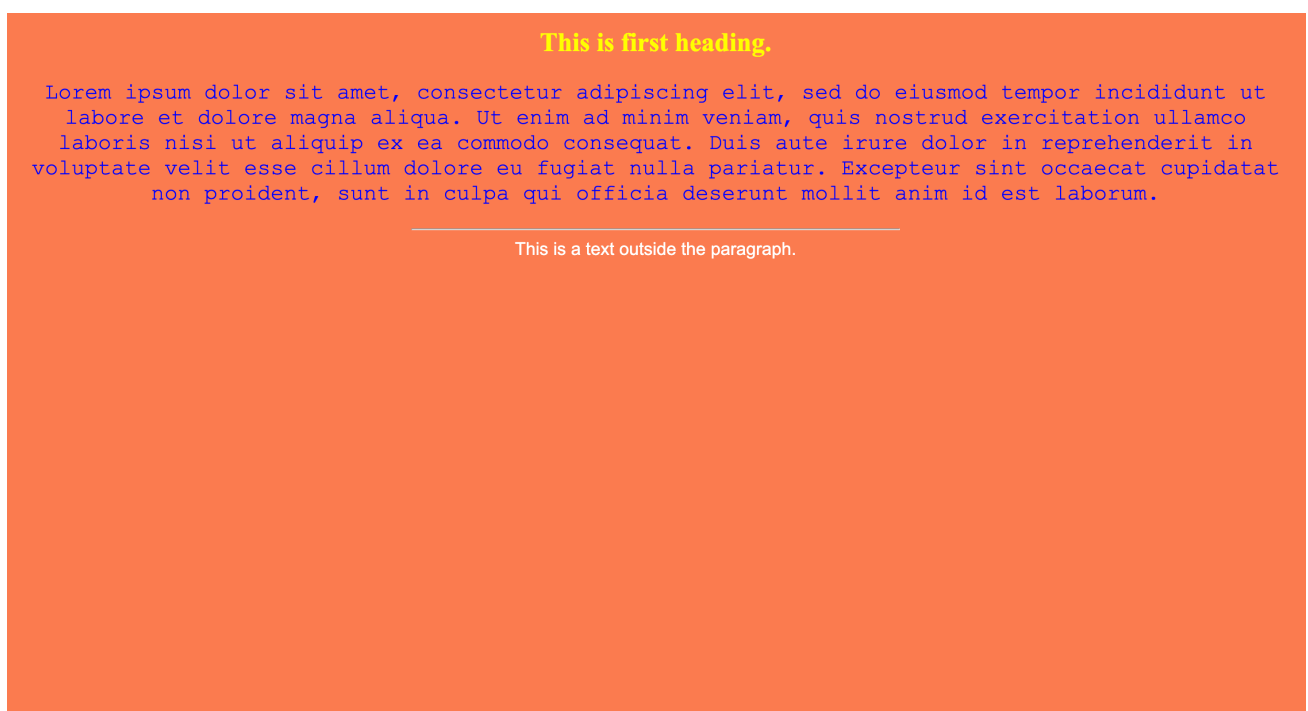 This is first heading.
Lorem ipsum dolor sit amet, consectetur adipiscing elit, sed do eiusmod tempor incididunt ut
labore et dolore magna aliqua. Ut enim ad minim veniam, quis nostrud exercitation ullamco
laboris nisi ut aliquip ex ea commodo consequat. Duis aute irure dolor in reprehenderit in
voluptate velit esse cillum dolore eu fugiat nulla pariatur. Excepteur sint occaecat cupidatat
non proident, sunt in culpa qui officia deserunt mollit anim id est laborum.
This is a text outside the paragraph.